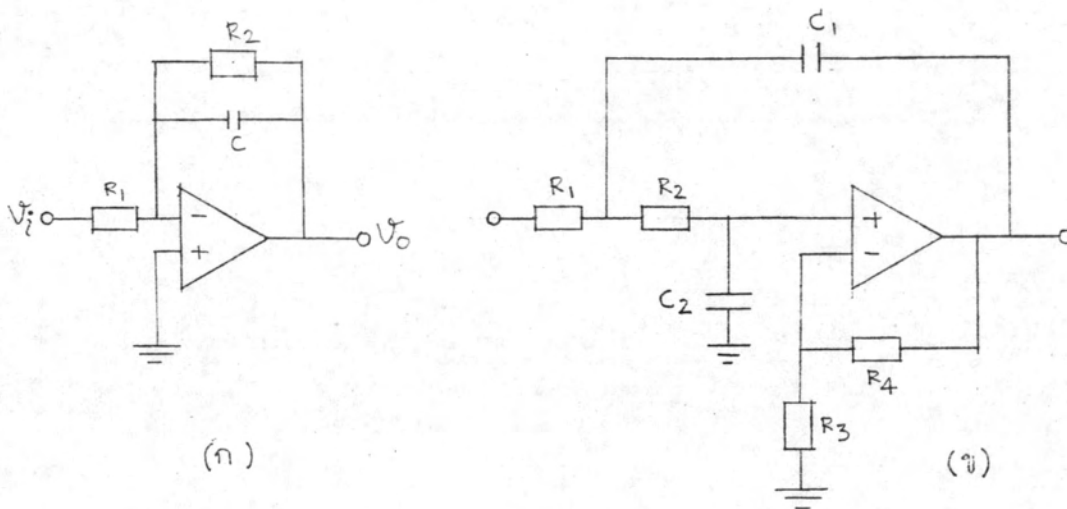 R2
C
R1
Vi
Vo
-
+
(ก)
C1
R1
R2
+
-
C2
R4
R3
(ข)